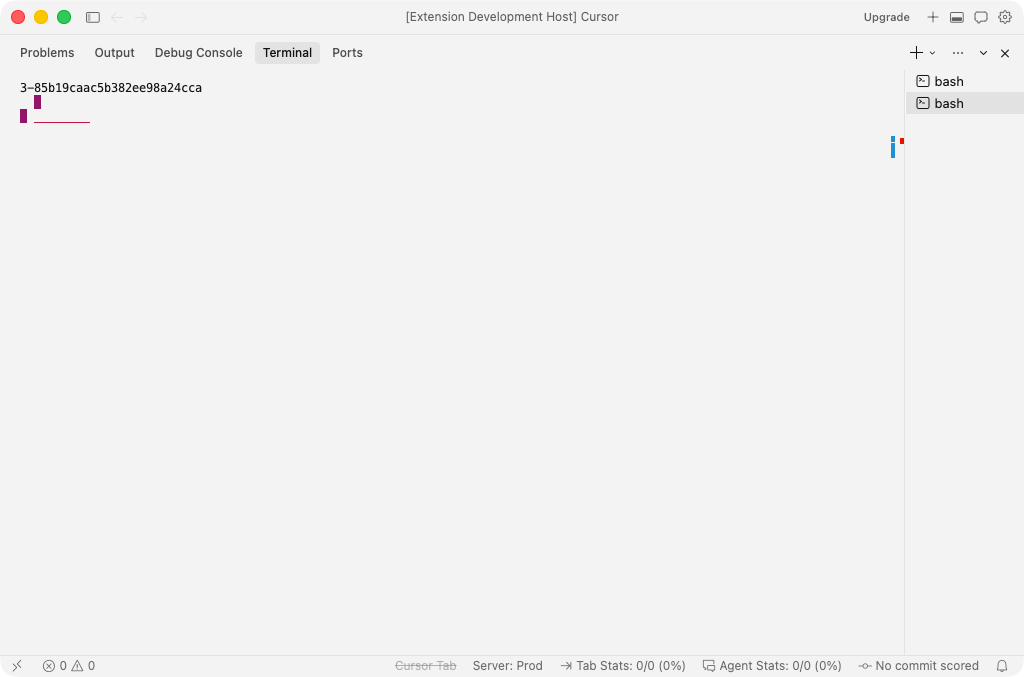 [Extension Development Host] Cursor
Upgrade
Problems Output Debug Console Terminal Ports
3-85b19caac5b382ee98a24cca
bash
bash
0 0
Cursor Tab Server: Prod Tab Stats: 0/0 (0%) Agent Stats: 0/0 (0%) No commit scored